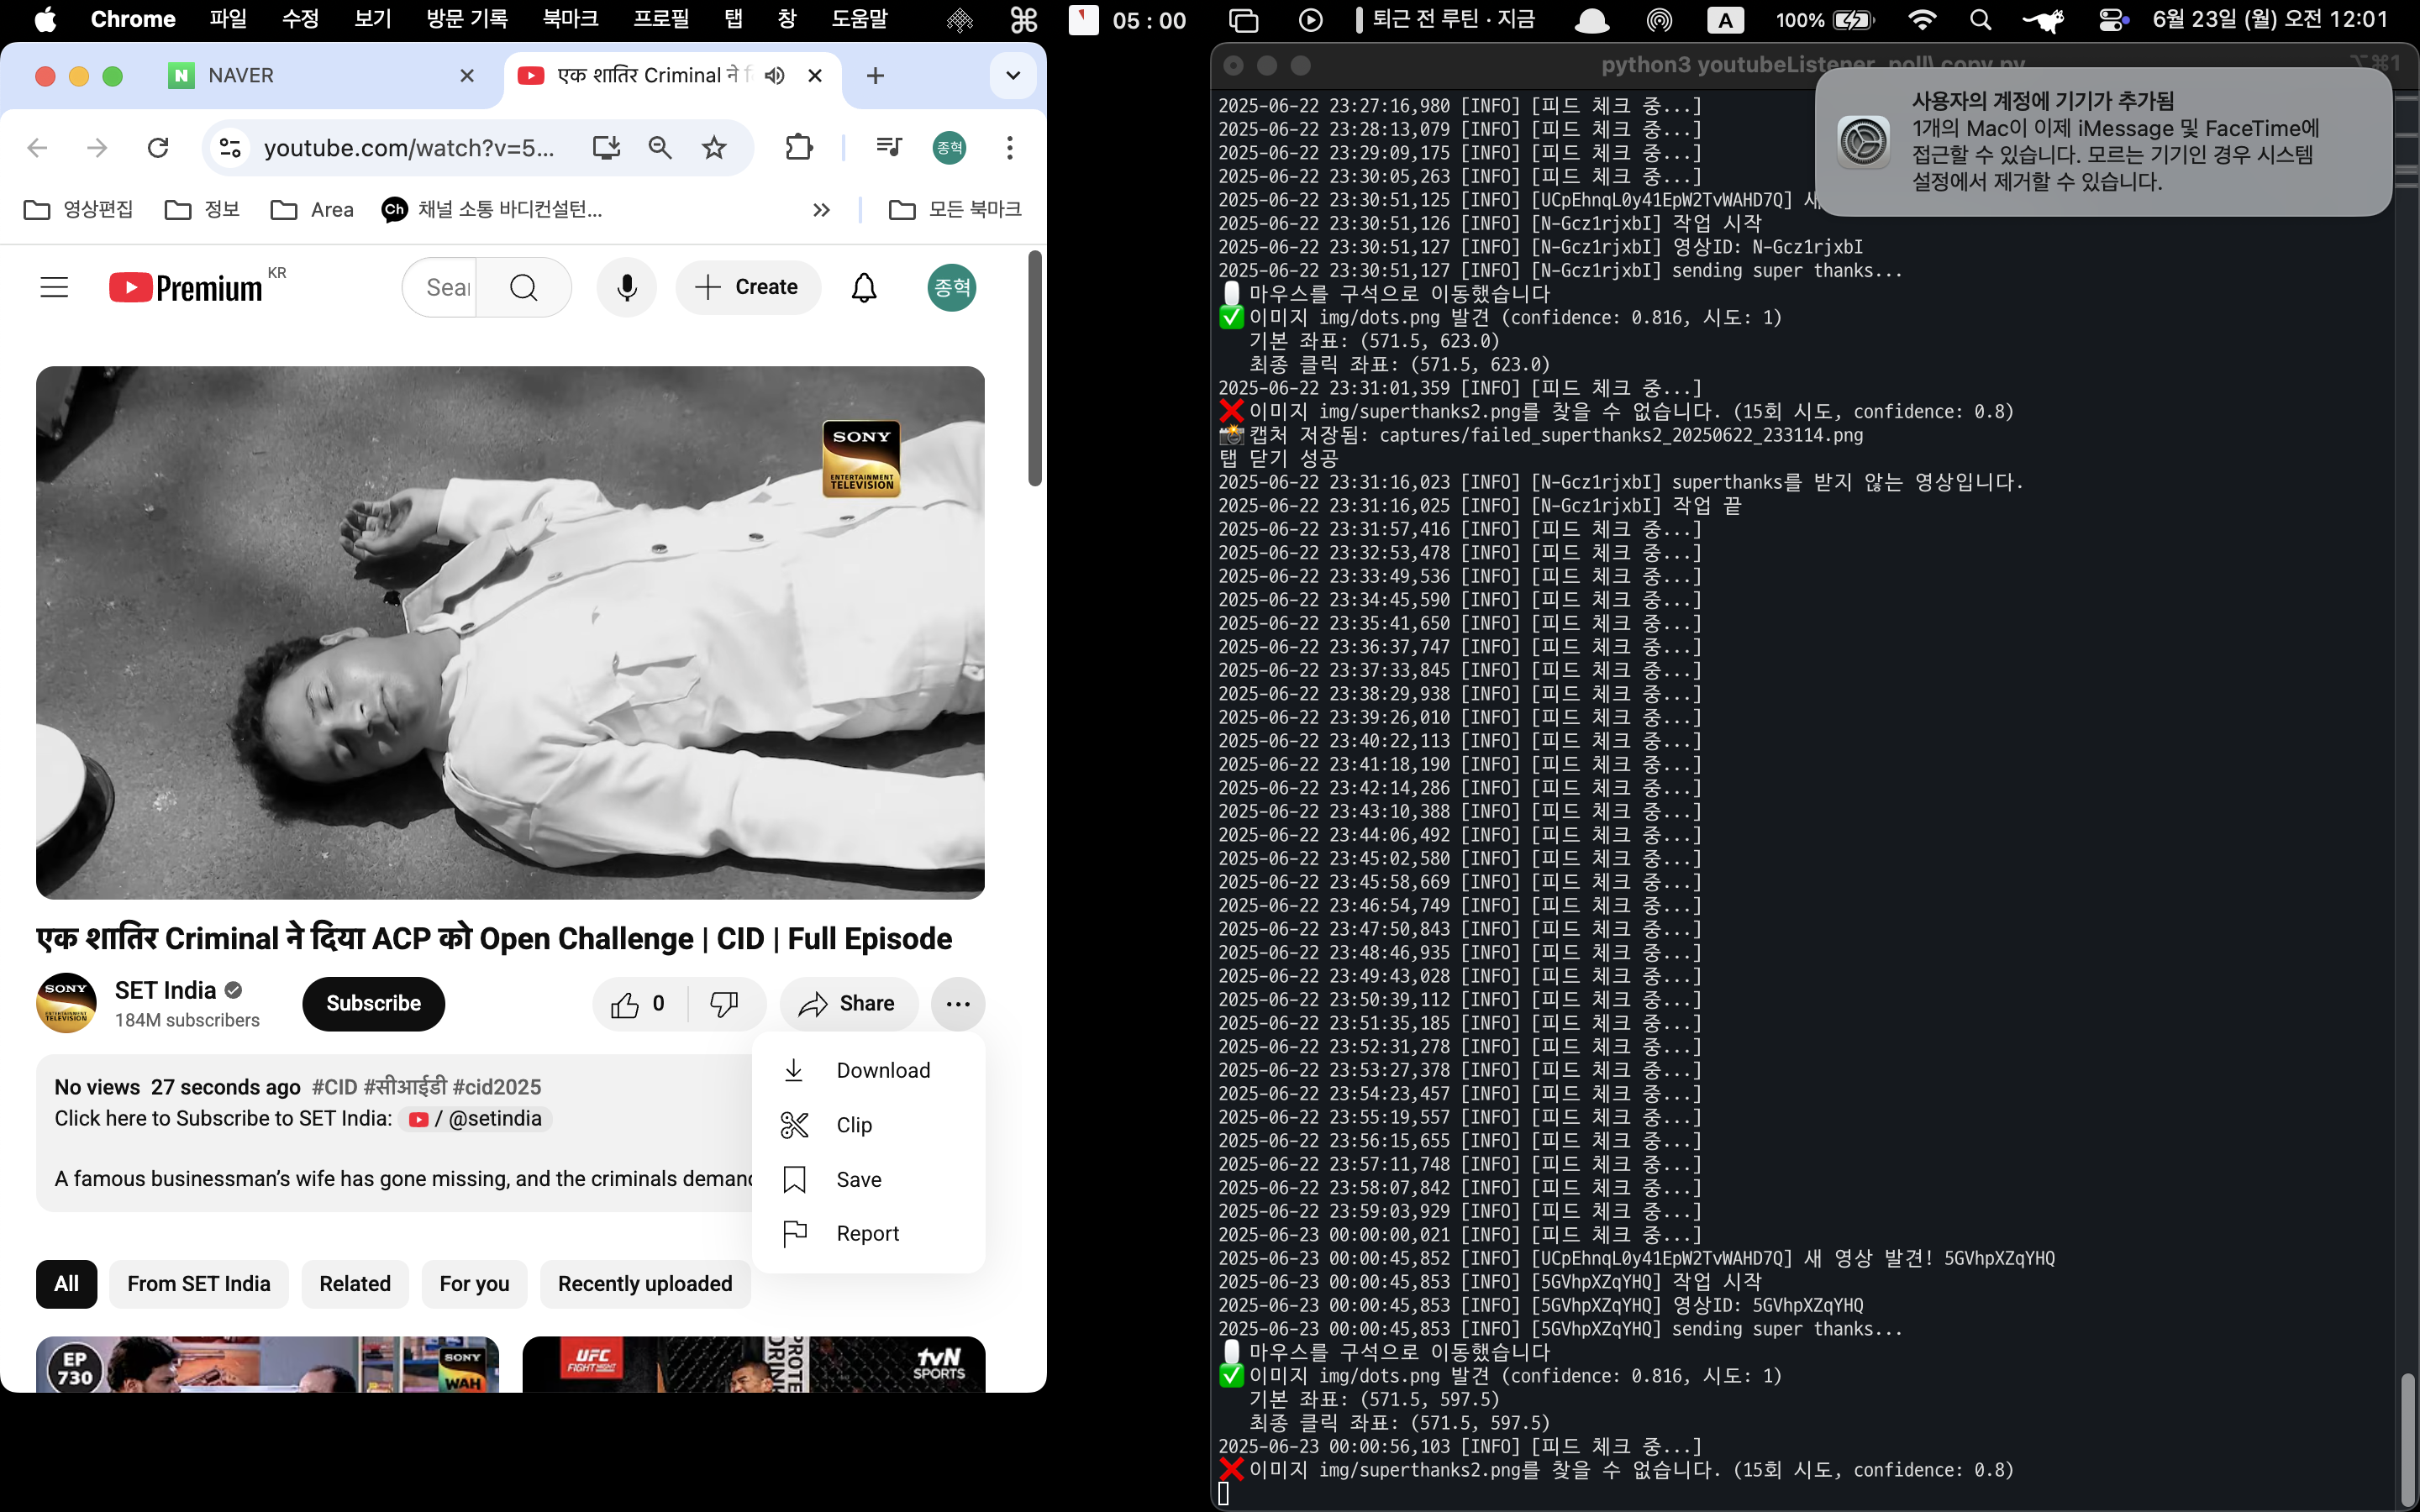 Chrome 파일 수정 보기 방문 기록 북마크 프로필 탭 창 도움말 05 : 00 퇴근 전 루틴 · 지금 A 100% 6월 23일 (월) 오전 12:01
N NAVER
एक शातिर Criminal ने
youtube.com/watch?v=5...
종혁
영상편집 정보 Area Ch 채널 소통 바디컨설턴... 모든 북마크
Premium KR
Sear
Create
종혁
SONY
ENTERTAINMENT
TELEVISION
एक शातिर Criminal ने दिया ACP को Open Challenge | CID | Full Episode
SONY
ENTERTAINMENT
TELEVISION
SET India
184M subscribers
Subscribe
0
Share
Download
Clip
Save
Report
No views 27 seconds ago #CID #सीआईडी #cid2025
Click here to Subscribe to SET India: / @setindia
A famous businessman’s wife has gone missing, and the criminals demand
All From SET India Related For you Recently uploaded
EP
730
SONY
WAH
UFC
FIGHT NIGHT
tvN
SPORTS
python3 youtubeListener_poll\ copy.py
⌥⌘1
사용자의 계정에 기기가 추가됨
1개의 Mac이 이제 iMessage 및 FaceTime에
접근할 수 있습니다. 모르는 기기인 경우 시스템
설정에서 제거할 수 있습니다.
2025-06-22 23:27:16,980 [INFO] [피드 체크 중...]
2025-06-22 23:28:13,079 [INFO] [피드 체크 중...]
2025-06-22 23:29:09,175 [INFO] [피드 체크 중...]
2025-06-22 23:30:05,263 [INFO] [피드 체크 중...]
2025-06-22 23:30:51,125 [INFO] [UCpEhnqL0y41EpW2TvWAHD7Q] 새
2025-06-22 23:30:51,126 [INFO] [N-Gcz1rjxbI] 작업 시작
2025-06-22 23:30:51,127 [INFO] [N-Gcz1rjxbI] 영상ID: N-Gcz1rjxbI
2025-06-22 23:30:51,127 [INFO] [N-Gcz1rjxbI] sending super thanks...
마우스를 구석으로 이동했습니다
✅ 이미지 img/dots.png 발견 (confidence: 0.816, 시도: 1)
기본 좌표: (571.5, 623.0)
최종 클릭 좌표: (571.5, 623.0)
2025-06-22 23:31:01,359 [INFO] [피드 체크 중...]
❌ 이미지 img/superthanks2.png를 찾을 수 없습니다. (15회 시도, confidence: 0.8)
📸 캡처 저장됨: captures/failed_superthanks2_20250622_233114.png
탭 닫기 성공
2025-06-22 23:31:16,023 [INFO] [N-Gcz1rjxbI] superthanks를 받지 않는 영상입니다.
2025-06-22 23:31:16,025 [INFO] [N-Gcz1rjxbI] 작업 끝
2025-06-22 23:31:57,416 [INFO] [피드 체크 중...]
2025-06-22 23:32:53,478 [INFO] [피드 체크 중...]
2025-06-22 23:33:49,536 [INFO] [피드 체크 중...]
2025-06-22 23:34:45,590 [INFO] [피드 체크 중...]
2025-06-22 23:35:41,650 [INFO] [피드 체크 중...]
2025-06-22 23:36:37,747 [INFO] [피드 체크 중...]
2025-06-22 23:37:33,845 [INFO] [피드 체크 중...]
2025-06-22 23:38:29,938 [INFO] [피드 체크 중...]
2025-06-22 23:39:26,010 [INFO] [피드 체크 중...]
2025-06-22 23:40:22,113 [INFO] [피드 체크 중...]
2025-06-22 23:41:18,190 [INFO] [피드 체크 중...]
2025-06-22 23:42:14,286 [INFO] [피드 체크 중...]
2025-06-22 23:43:10,388 [INFO] [피드 체크 중...]
2025-06-22 23:44:06,492 [INFO] [피드 체크 중...]
2025-06-22 23:45:02,580 [INFO] [피드 체크 중...]
2025-06-22 23:45:58,669 [INFO] [피드 체크 중...]
2025-06-22 23:46:54,749 [INFO] [피드 체크 중...]
2025-06-22 23:47:50,843 [INFO] [피드 체크 중...]
2025-06-22 23:48:46,935 [INFO] [피드 체크 중...]
2025-06-22 23:49:43,028 [INFO] [피드 체크 중...]
2025-06-22 23:50:39,112 [INFO] [피드 체크 중...]
2025-06-22 23:51:35,185 [INFO] [피드 체크 중...]
2025-06-22 23:52:31,278 [INFO] [피드 체크 중...]
2025-06-22 23:53:27,378 [INFO] [피드 체크 중...]
2025-06-22 23:54:23,457 [INFO] [피드 체크 중...]
2025-06-22 23:55:19,557 [INFO] [피드 체크 중...]
2025-06-22 23:56:15,655 [INFO] [피드 체크 중...]
2025-06-22 23:57:11,748 [INFO] [피드 체크 중...]
2025-06-22 23:58:07,842 [INFO] [피드 체크 중...]
2025-06-22 23:59:03,929 [INFO] [피드 체크 중...]
2025-06-23 00:00:00,021 [INFO] [피드 체크 중...]
2025-06-23 00:00:45,852 [INFO] [UCpEhnqL0y41EpW2TvWAHD7Q] 새 영상 발견! 5GVhpXZqYHQ
2025-06-23 00:00:45,853 [INFO] [5GVhpXZqYHQ] 작업 시작
2025-06-23 00:00:45,853 [INFO] [5GVhpXZqYHQ] 영상ID: 5GVhpXZqYHQ
2025-06-23 00:00:45,853 [INFO] [5GVhpXZqYHQ] sending super thanks...
마우스를 구석으로 이동했습니다
✅ 이미지 img/dots.png 발견 (confidence: 0.816, 시도: 1)
기본 좌표: (571.5, 597.5)
최종 클릭 좌표: (571.5, 597.5)
2025-06-23 00:00:56,103 [INFO] [피드 체크 중...]
❌ 이미지 img/superthanks2.png를 찾을 수 없습니다. (15회 시도, confidence: 0.8)